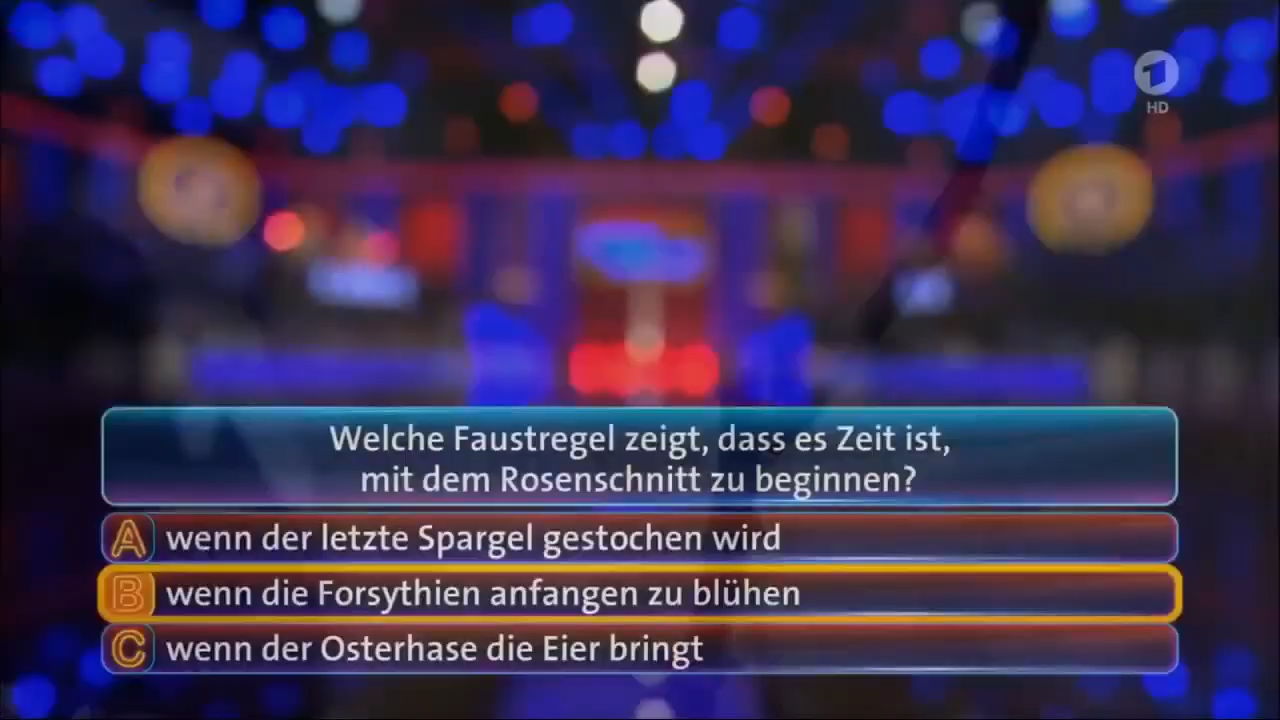 1
HD
Welche Faustregel zeigt, dass es Zeit ist,
mit dem Rosenschnitt zu beginnen?
A wenn der letzte Spargel gestochen wird
B wenn die Forsythien anfangen zu blühen
C wenn der Osterhase die Eier bringt